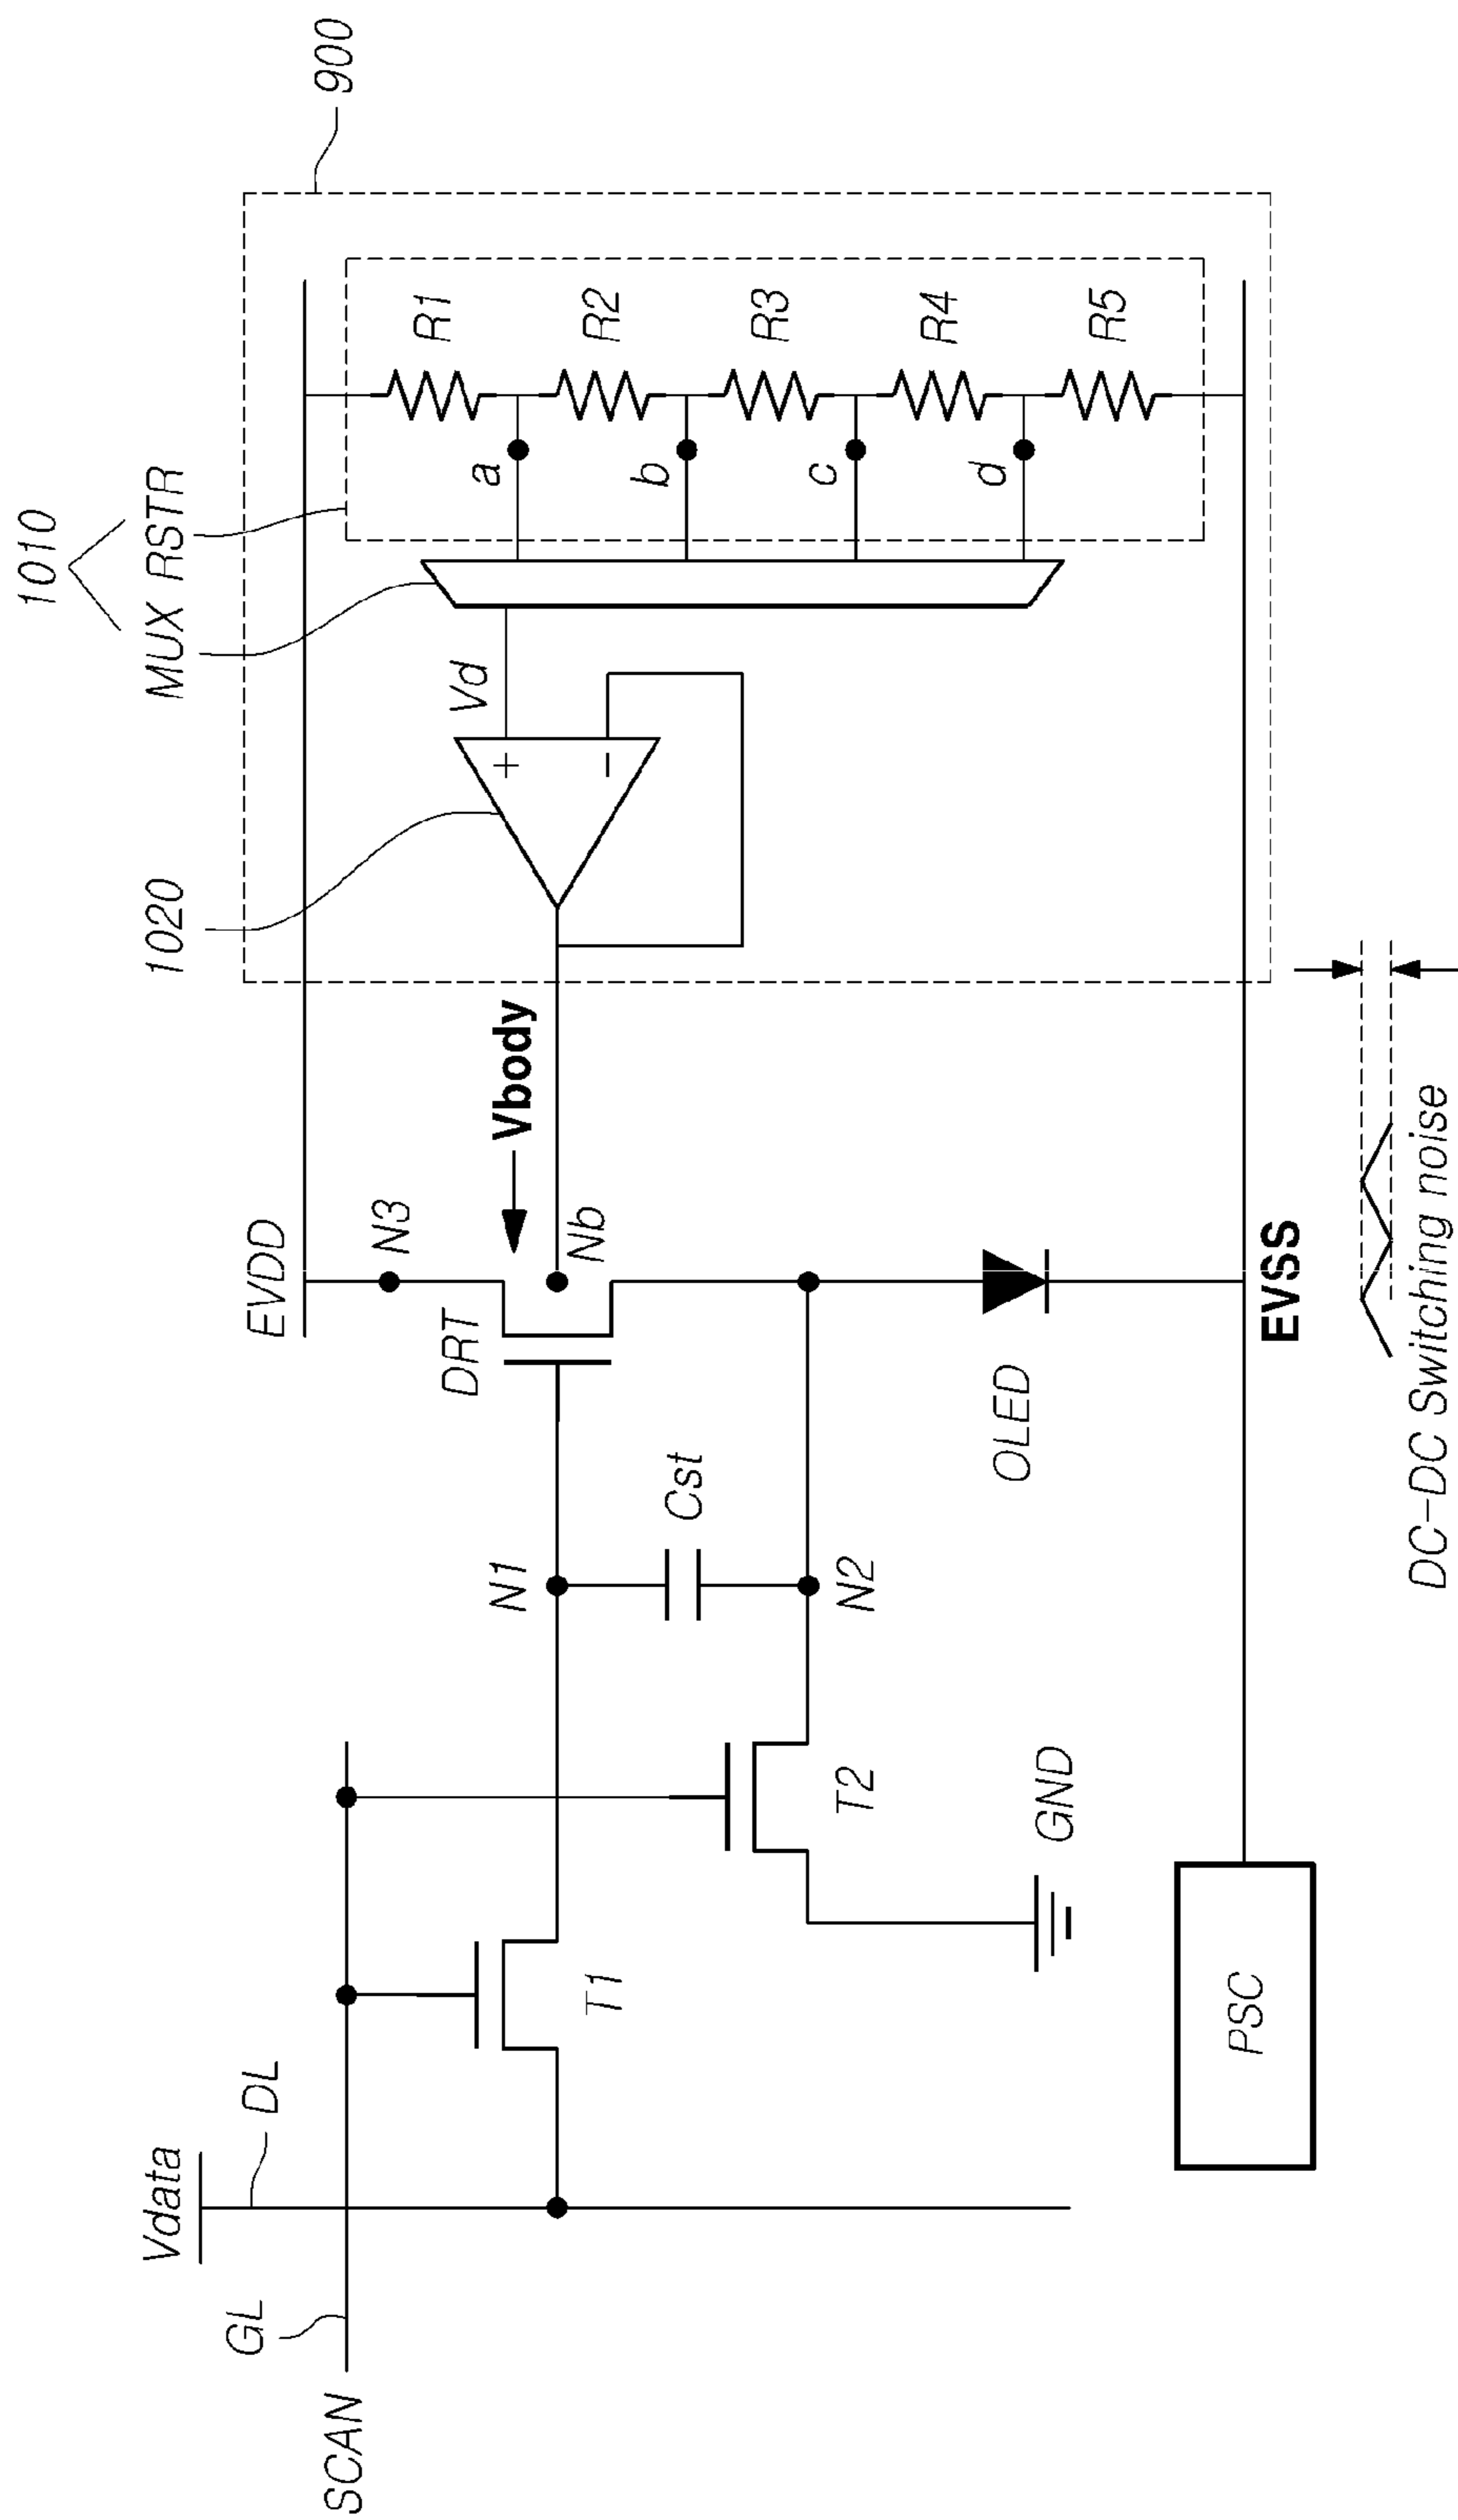 1010
MUX RSTR
1020
900
Vdata
DL
GL
SCAN
EVDD
N3
DRT
Vbody
Nb
Vd
+
−
a
b
c
d
R1
R2
R3
R4
R5
N1
Cst
N2
T1
T2
GND
OLED
EVSS
PSC
DC-DC Switching noise